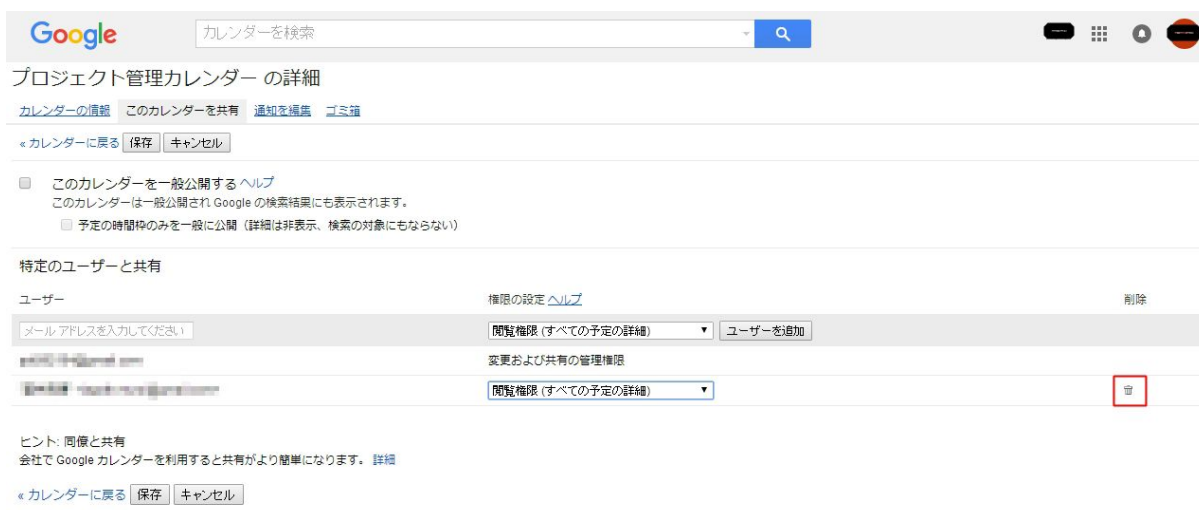 Google カレンダーを検索
プロジェクト管理カレンダー の詳細
カレンダーの情報 このカレンダーを共有 通知を編集 ゴミ箱
« カレンダーに戻る 保存 キャンセル
このカレンダーを一般公開する ヘルプ
このカレンダーは一般公開され Google の検索結果にも表示されます。
予定の時間枠のみを一般に公開（詳細は非表示、検索の対象にもならない）
特定のユーザーと共有
ユーザー 権限の設定 ヘルプ 削除
メール アドレスを入力してください 閲覧権限 (すべての予定の詳細) ユーザーを追加
変更および共有の管理権限
閲覧権限 (すべての予定の詳細)
ヒント: 同僚と共有
会社で Google カレンダーを利用すると共有がより簡単になります。 詳細
« カレンダーに戻る 保存 キャンセル